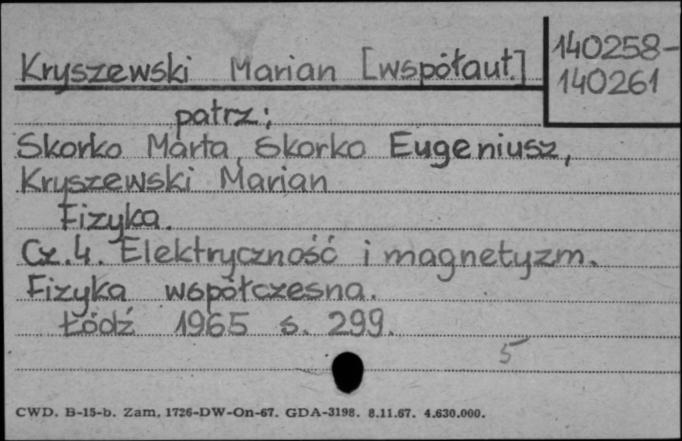 140258-
140261
Kryszewski Marian [współaut.]
patrz:
Skorko Marta, Skorko Eugeniusz,
Kryszewski Marian
Fizyka.
Cz. 4. Elektryczność i magnetyzm.
Fizyka współczesna.
Łódź 1965 s. 299.
5
CWD. B-15-b. Zam. 1726-DW-On-67. GDA-3198. 8.11.67. 4.630.000.